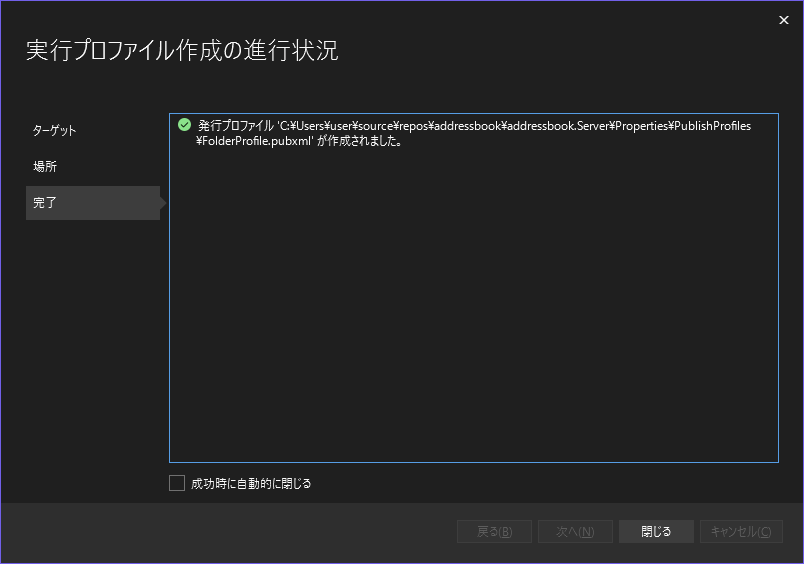 実行プロファイル作成の進行状況
ターゲット
場所
完了
発行プロファイル 'C:¥Users¥user¥source¥repos¥addressbook¥addressbook.Server¥Properties¥PublishProfiles
¥FolderProfile.pubxml' が作成されました。
成功時に自動的に閉じる
戻る(B)
次へ(N)
閉じる
キャンセル(C)